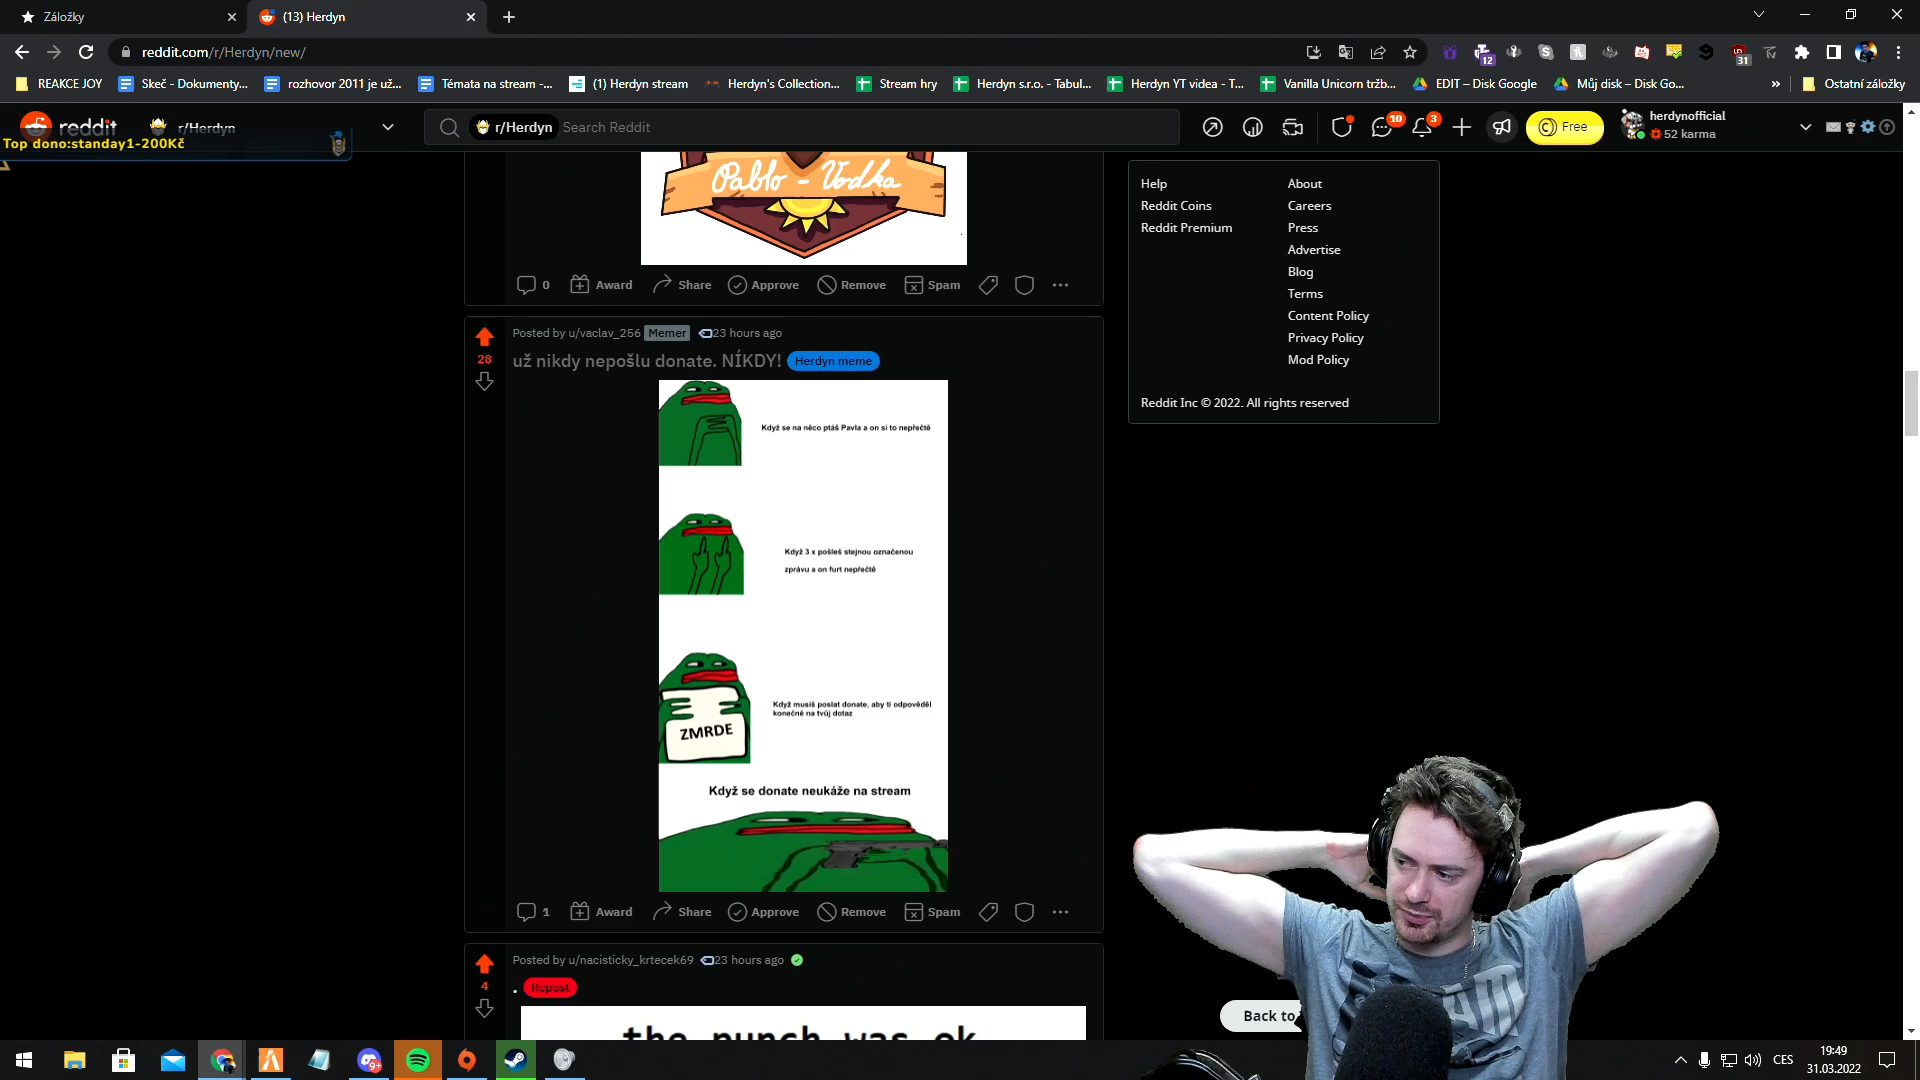 Záložky
(13) Herdyn
reddit.com/r/Herdyn/new/
12
31
REAKCE JOY
Skeč - Dokumenty...
rozhovor 2011 je už...
Témata na stream -...
(1) Herdyn stream
Herdyn's Collection...
Stream hry
Herdyn s.r.o. - Tabul...
Herdyn YT videa - T...
Vanilla Unicorn tržb...
EDIT – Disk Google
Můj disk – Disk Go...
»
Ostatní záložky
reddit
r/Herdyn
r/Herdyn
Search Reddit
10
3
Free
herdynofficial
52 karma
Top dono:standay1-200Kč
Pablo - Vodka
0
Award
Share
Approve
Remove
Spam
Help
Reddit Coins
Reddit Premium
About
Careers
Press
Advertise
Blog
Terms
Content Policy
Privacy Policy
Mod Policy
Reddit Inc © 2022. All rights reserved
Posted by u/vaclav_256 Memer 23 hours ago
28
už nikdy nepošlu donate. NÍKDY! Herdyn meme
Když se na něco ptáš Pavla a on si to nepřečtě
Když 3 x pošleš stejnou označenou
zprávu a on furt nepřečtě
ZMRDE
Když musíš poslat donate, aby ti odpověděl
konečně na tvůj dotaz
Když se donate neukáže na stream
1
Award
Share
Approve
Remove
Spam
Posted by u/nacisticky_krtecek69 23 hours ago
4
. Repost
the punch was ok
Back to
AM
9+
CES
19:49
31.03.2022